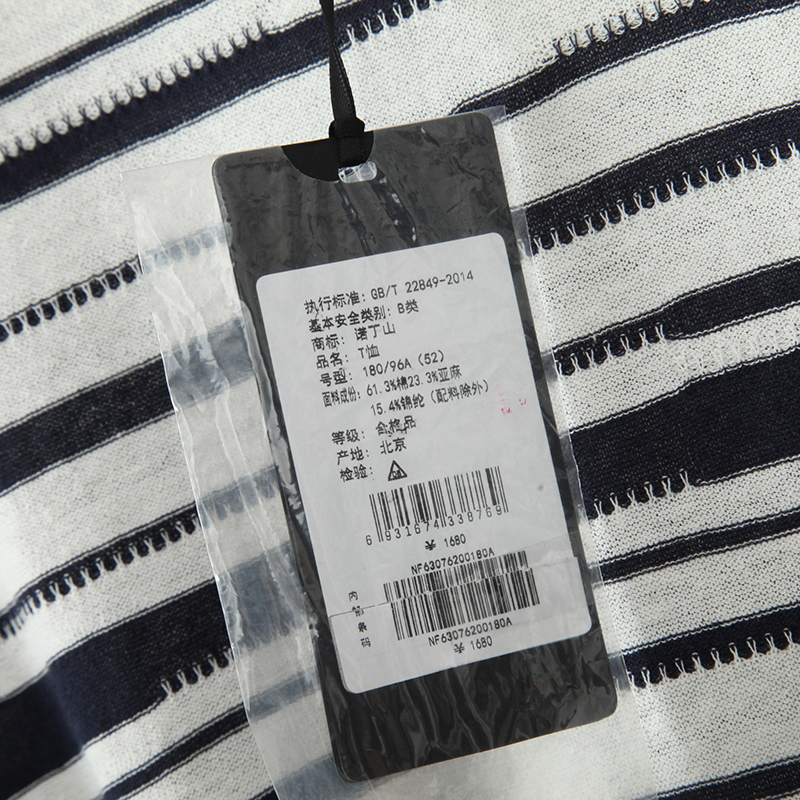 执行标准: GB/T 22849-2014
基本安全类别: B类
商标: 诺丁山
品名: T恤
号型: 180/96A (52)
面料成份: 61.3%棉23.3%亚麻
15.4%锦纶 (配料除外)
等级: 合格品
产地: 北京
检验:
6 931674 338769
1680
NF63076200180A
内部条码
NF63076200180A
1680